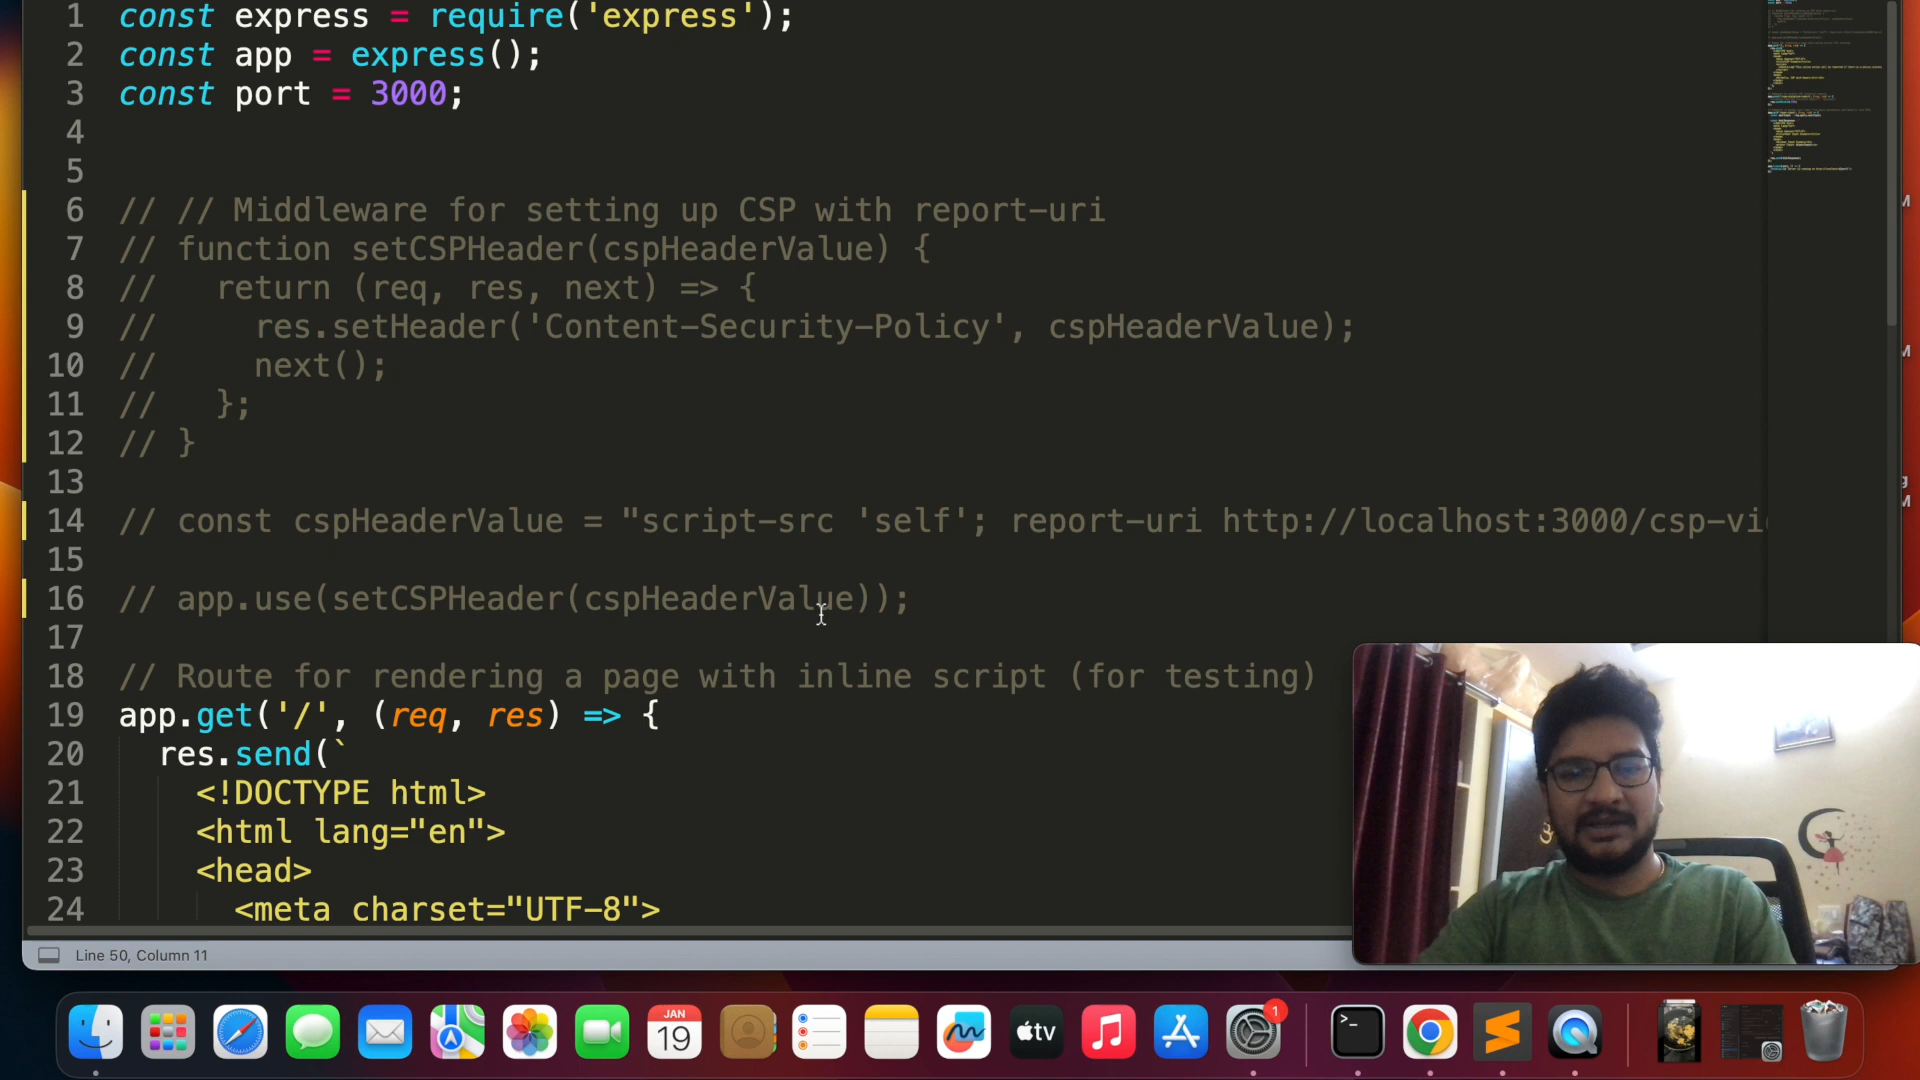 1 const express = require('express');
2 const app = express();
3 const port = 3000;
4
5
6 // // Middleware for setting up CSP with report-uri
7 // function setCSPHeader(cspHeaderValue) {
8 //   return (req, res, next) => {
9 //     res.setHeader('Content-Security-Policy', cspHeaderValue);
10 //     next();
11 //   };
12 // }
13
14 // const cspHeaderValue = "script-src 'self'; report-uri http://localhost:3000/csp-vi
15
16 // app.use(setCSPHeader(cspHeaderValue));
17
18 // Route for rendering a page with inline script (for testing)
19 app.get('/', (req, res) => {
20   res.send(`
21     <!DOCTYPE html>
22     <html lang="en">
23     <head>
24       <meta charset="UTF-8">
Line 50, Column 11
JAN
19
tv
1
>_